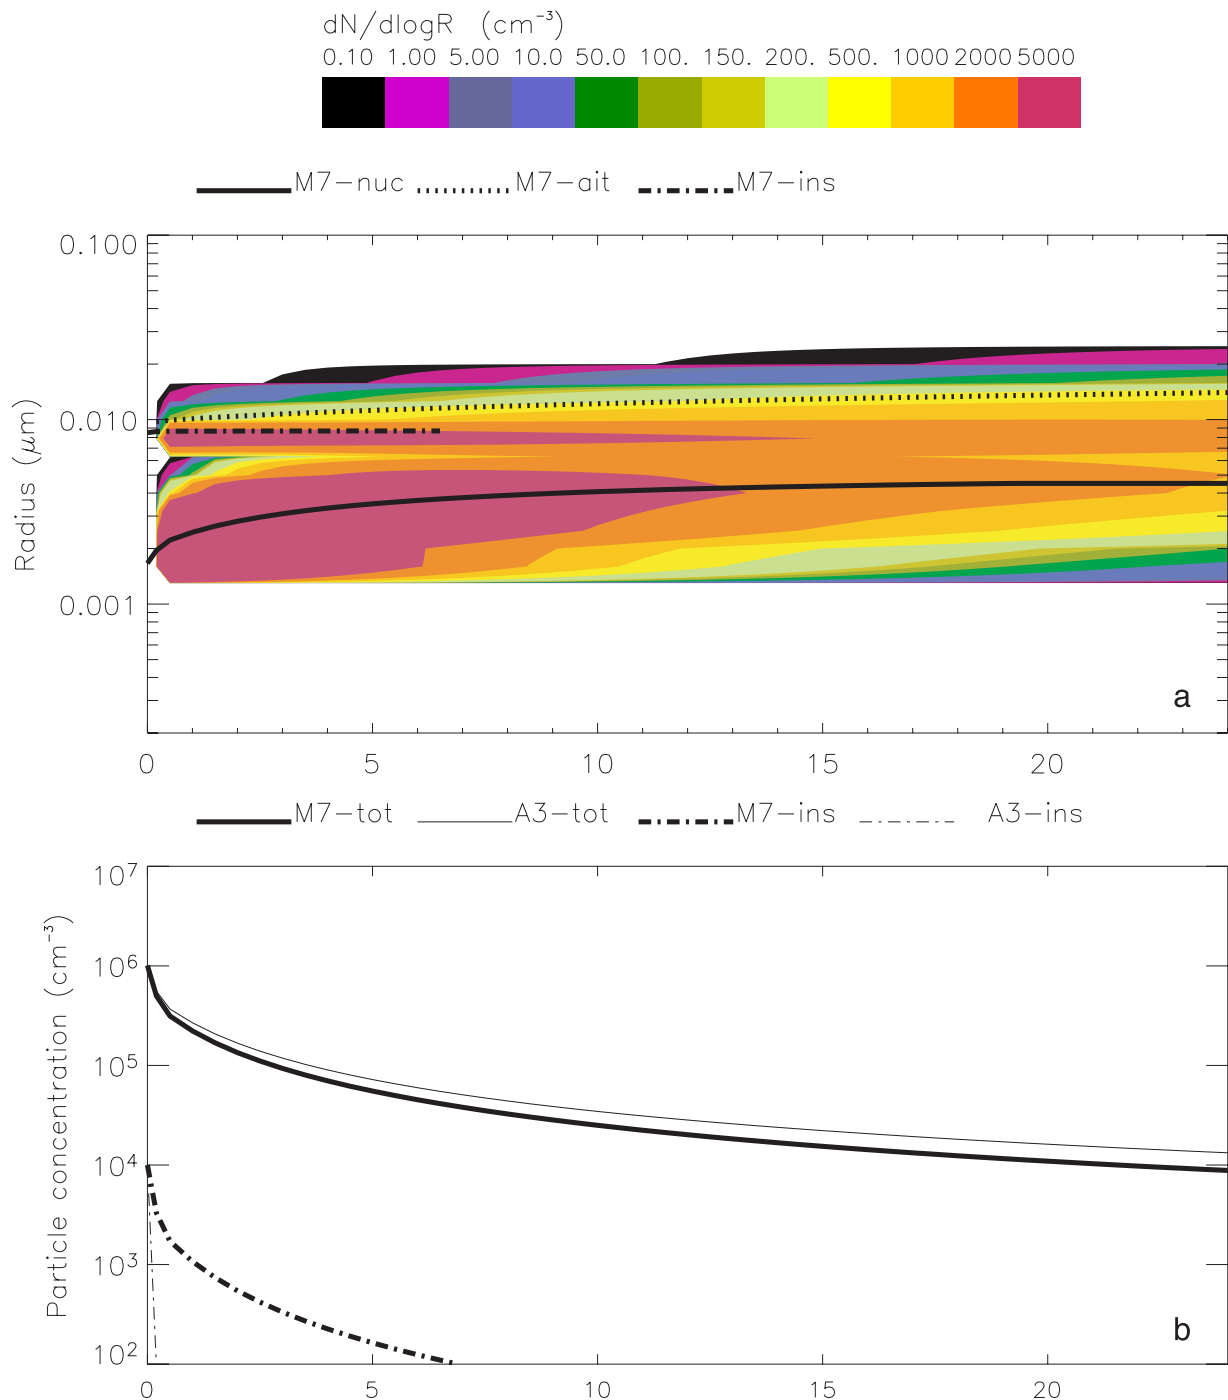 dN/dlogR (cm⁻³)
0.10 1.00 5.00 10.0 50.0 100. 150. 200. 500. 1000 2000 5000
M7-nuc M7-ait M7-ins
0.100
0.010
0.001
Radius (μm)
a
0 5 10 15 20
M7-tot A3-tot M7-ins A3-ins
10⁷
10⁶
10⁵
10⁴
10³
10²
Particle concentration (cm⁻³)
b
0 5 10 15 20